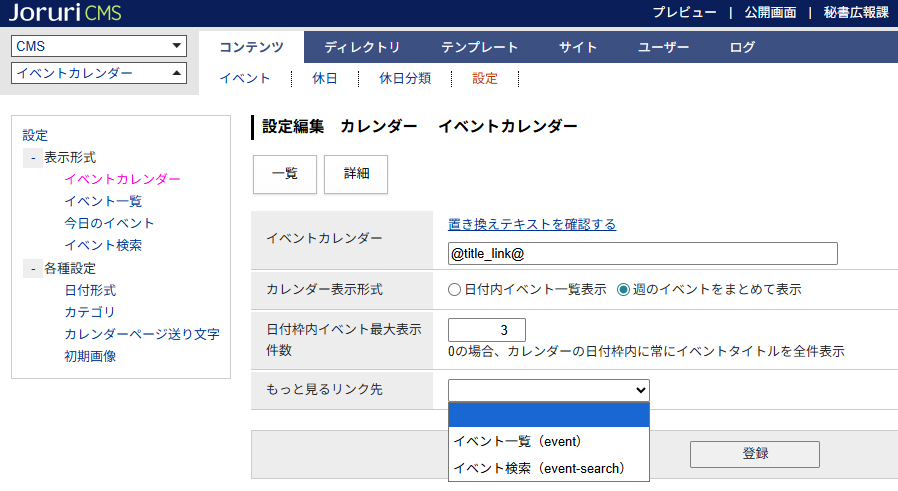 Joruri CMS
プレビュー | 公開画面 | 秘書広報課
CMS
イベントカレンダー
コンテンツ ディレクトリ テンプレート サイト ユーザー ログ
イベント 休日 休日分類 設定
設定
- 表示形式
イベントカレンダー
イベント一覧
今日のイベント
イベント検索
- 各種設定
日付形式
カテゴリ
カレンダーページ送り文字
初期画像
設定編集 カレンダー イベントカレンダー
一覧 詳細
イベントカレンダー
置き換えテキストを確認する
@title_link@
カレンダー表示形式
日付内イベント一覧表示 週のイベントをまとめて表示
日付枠内イベント最大表示
件数
3
0の場合、カレンダーの日付枠内に常にイベントタイトルを全件表示
もっと見るリンク先
イベント一覧（event）
イベント検索（event-search）
登録